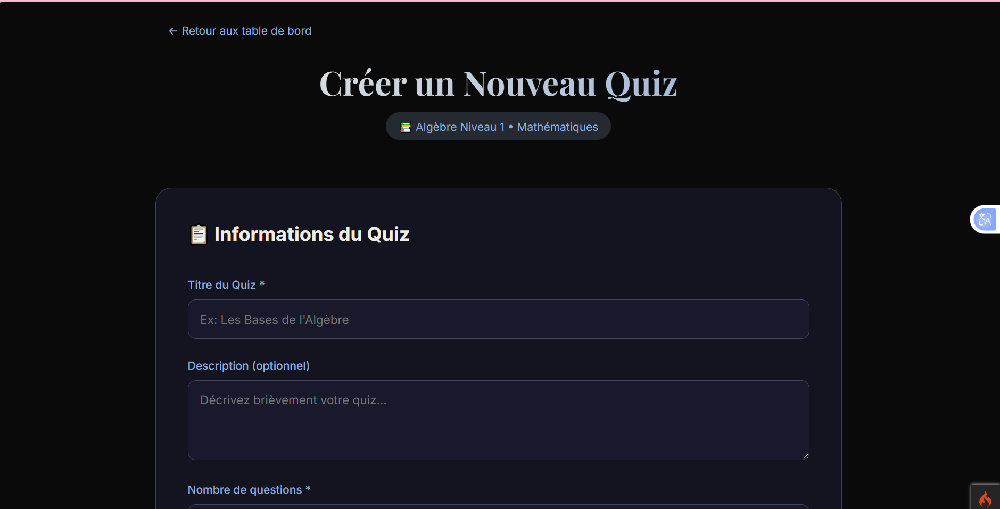 ← Retour aux table de bord
Créer un Nouveau Quiz
📚 Algèbre Niveau 1 • Mathématiques
📋 Informations du Quiz
Titre du Quiz *
Ex: Les Bases de l'Algèbre
Description (optionnel)
Décrivez brièvement votre quiz...
Nombre de questions *